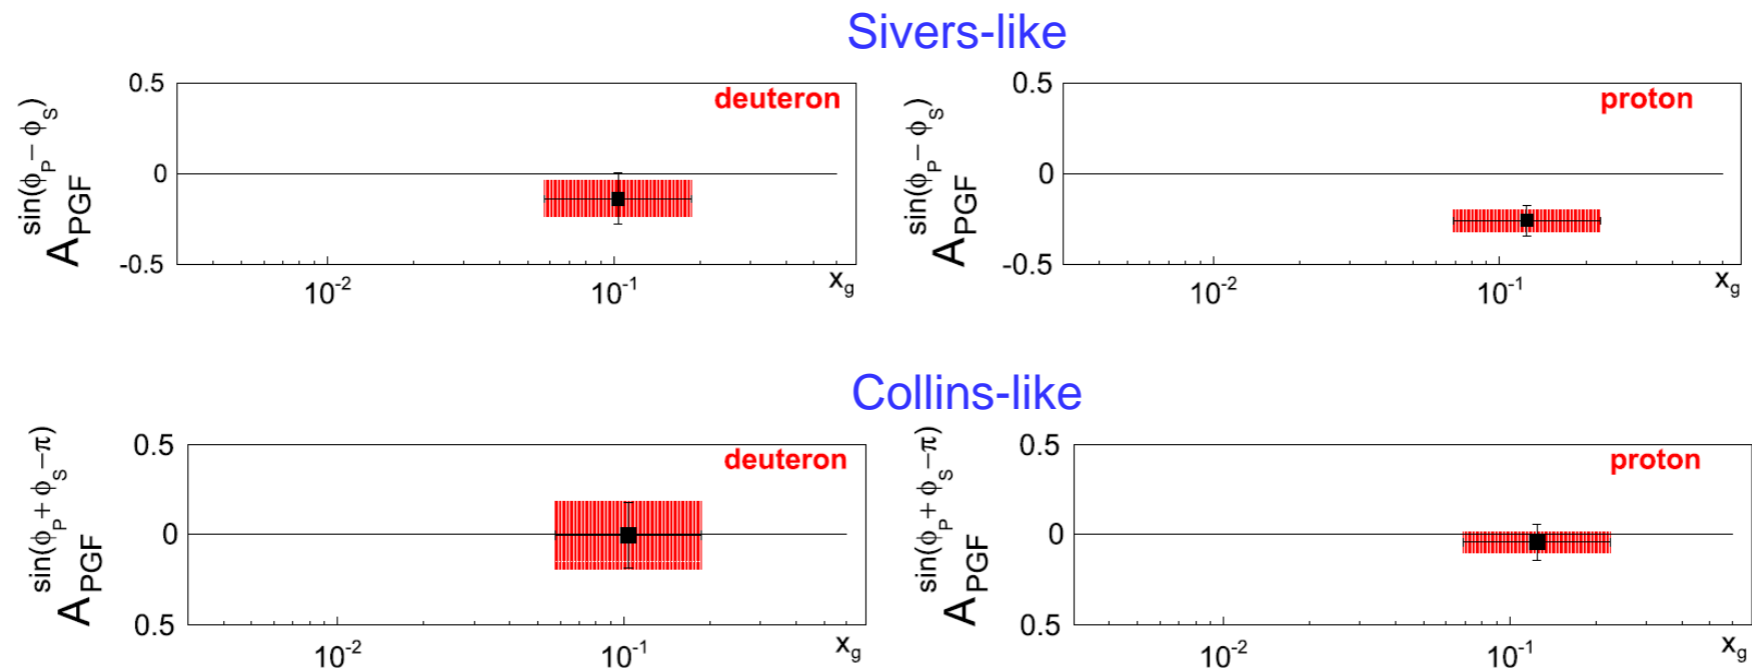 Sivers-like
A_PGF^sin(ϕ_P − ϕ_S)
0.5
0
-0.5
deuteron
10^-2
10^-1
x_g
A_PGF^sin(ϕ_P − ϕ_S)
0.5
0
-0.5
proton
10^-2
10^-1
x_g
Collins-like
A_PGF^sin(ϕ_P + ϕ_S − π)
0.5
0
0.5
deuteron
10^-2
10^-1
x_g
A_PGF^sin(ϕ_P + ϕ_S − π)
0.5
0
0.5
proton
10^-2
10^-1
x_g